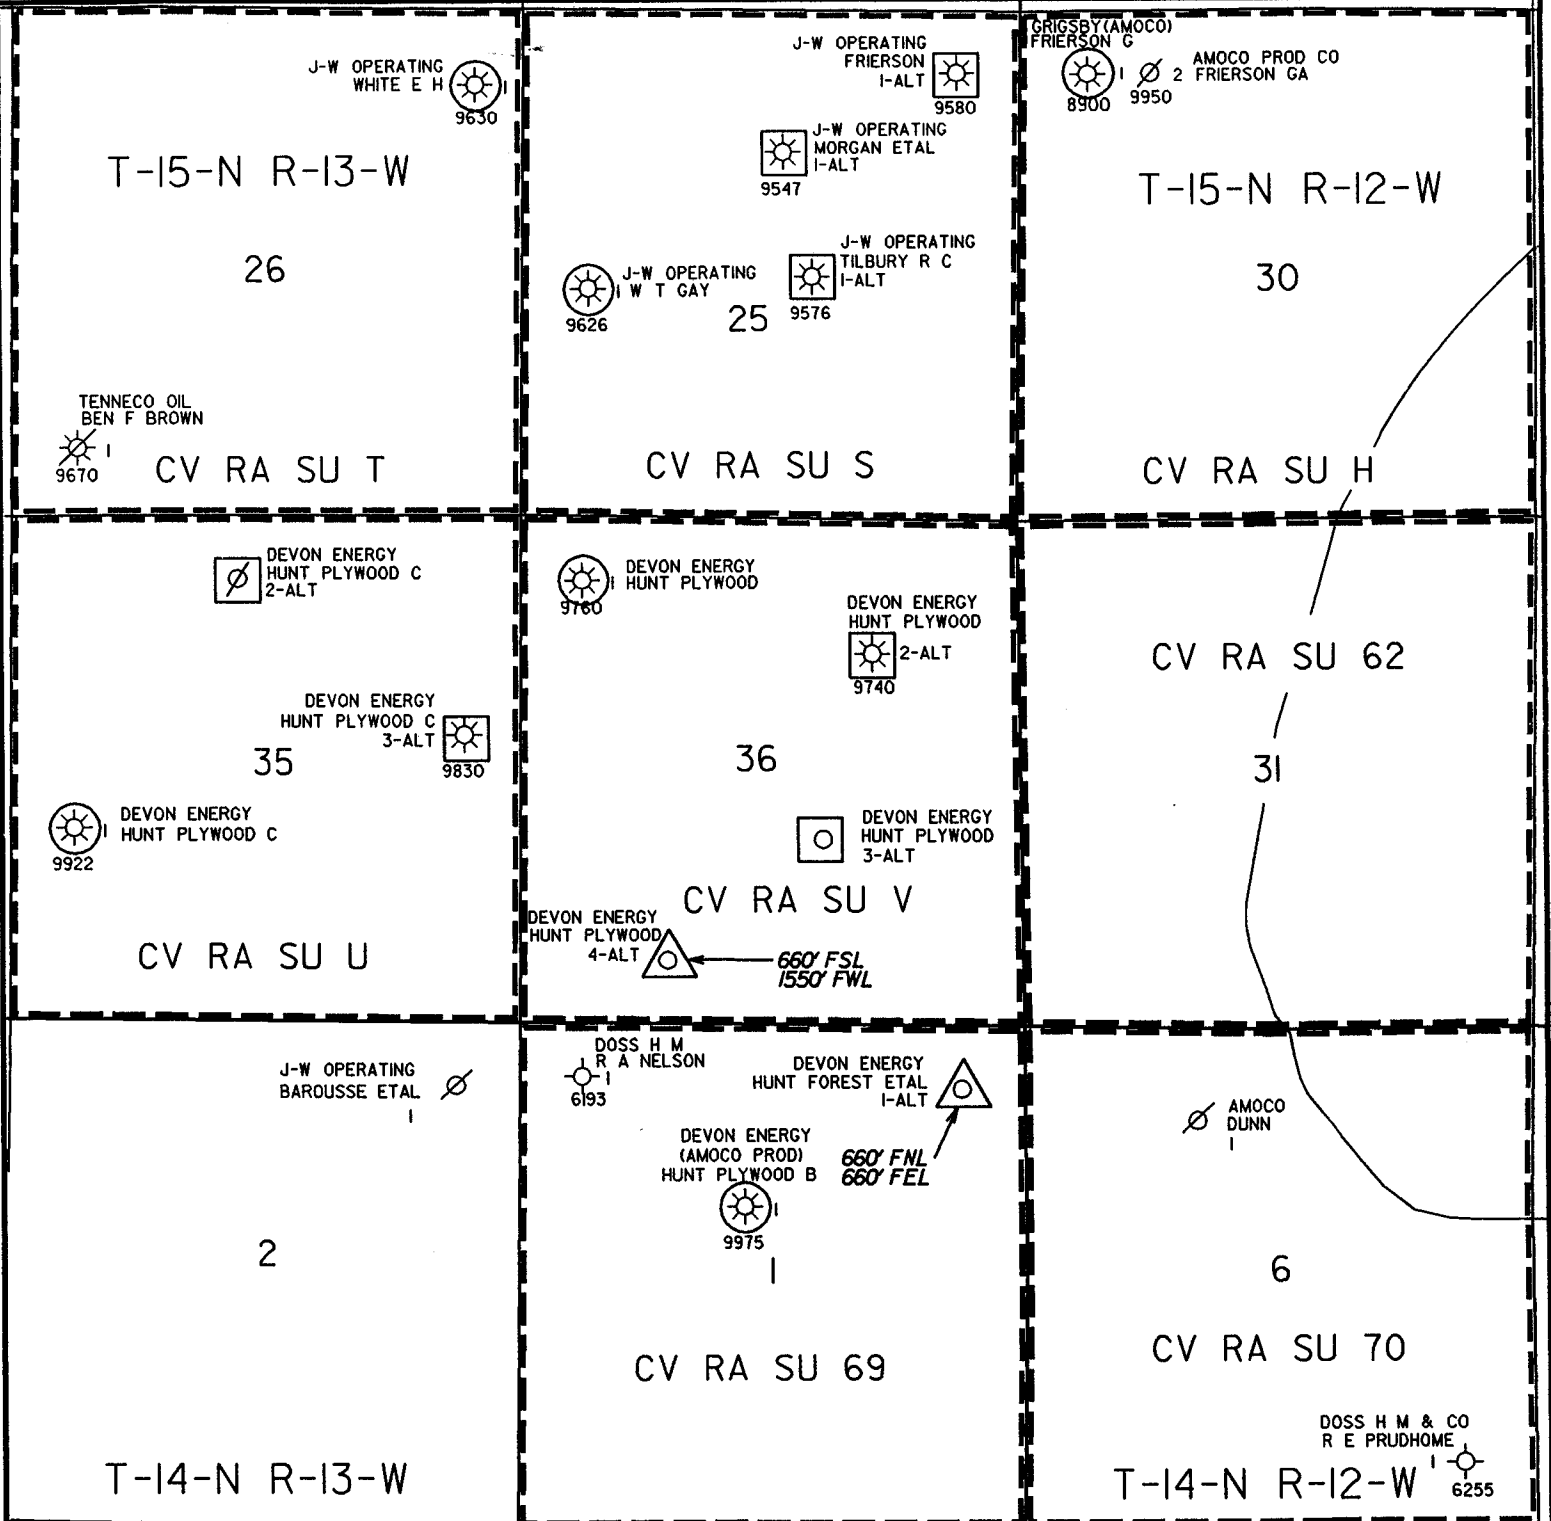 J-W OPERATING
WHITE E H
1
9630
T-15-N R-13-W
26
TENNECO OIL
BEN F BROWN
1
9670
CV RA SU T
J-W OPERATING
FRIERSON
1-ALT
9580
J-W OPERATING
MORGAN ETAL
1-ALT
9547
J-W OPERATING
TILBURY R C
1-ALT
9576
J-W OPERATING
1 W T GAY
9626
25
CV RA SU S
GRIGSBY(AMOCO)
FRIERSON G
1
8900
2
9950
AMOCO PROD CO
FRIERSON GA
T-15-N R-12-W
30
CV RA SU H
DEVON ENERGY
HUNT PLYWOOD C
2-ALT
DEVON ENERGY
HUNT PLYWOOD C
3-ALT
9830
35
DEVON ENERGY
1 HUNT PLYWOOD C
9922
CV RA SU U
DEVON ENERGY
1 HUNT PLYWOOD
9760
DEVON ENERGY
HUNT PLYWOOD
2-ALT
9740
36
DEVON ENERGY
HUNT PLYWOOD
3-ALT
CV RA SU V
DEVON ENERGY
HUNT PLYWOOD
4-ALT
660' FSL
1550' FWL
CV RA SU 62
31
J-W OPERATING
BAROUSSE ETAL
1
2
T-14-N R-13-W
DOSS H M
R A NELSON
1
6193
DEVON ENERGY
HUNT FOREST ETAL
1-ALT
660' FNL
660' FEL
DEVON ENERGY
(AMOCO PROD)
HUNT PLYWOOD B
1
9975
1
CV RA SU 69
AMOCO
DUNN
1
6
CV RA SU 70
DOSS H M & CO
R E PRUDHOME
1
6255
T-14-N R-12-W